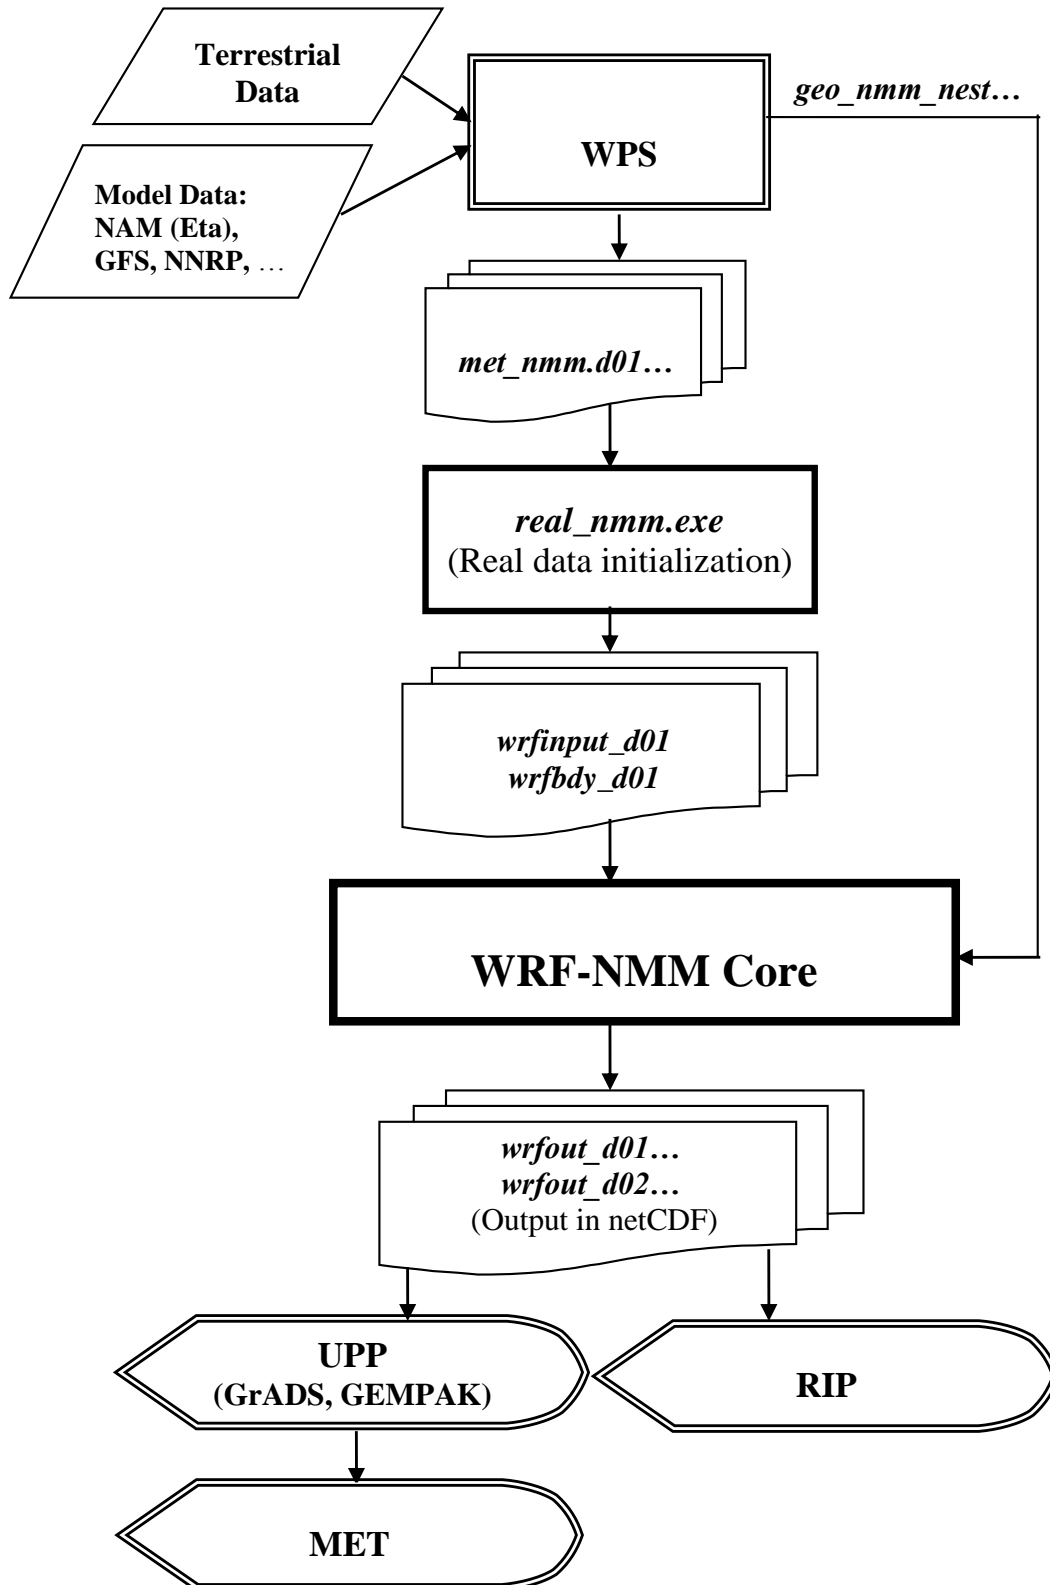 Terrestrial
Data
WPS
geo_nmm_nest…
Model Data:
NAM (Eta),
GFS, NNRP, …
met_nmm.d01…
real_nmm.exe
(Real data initialization)
wrfinput_d01
wrfbdy_d01
WRF-NMM Core
wrfout_d01…
wrfout_d02…
(Output in netCDF)
UPP
(GrADS, GEMPAK)
RIP
MET